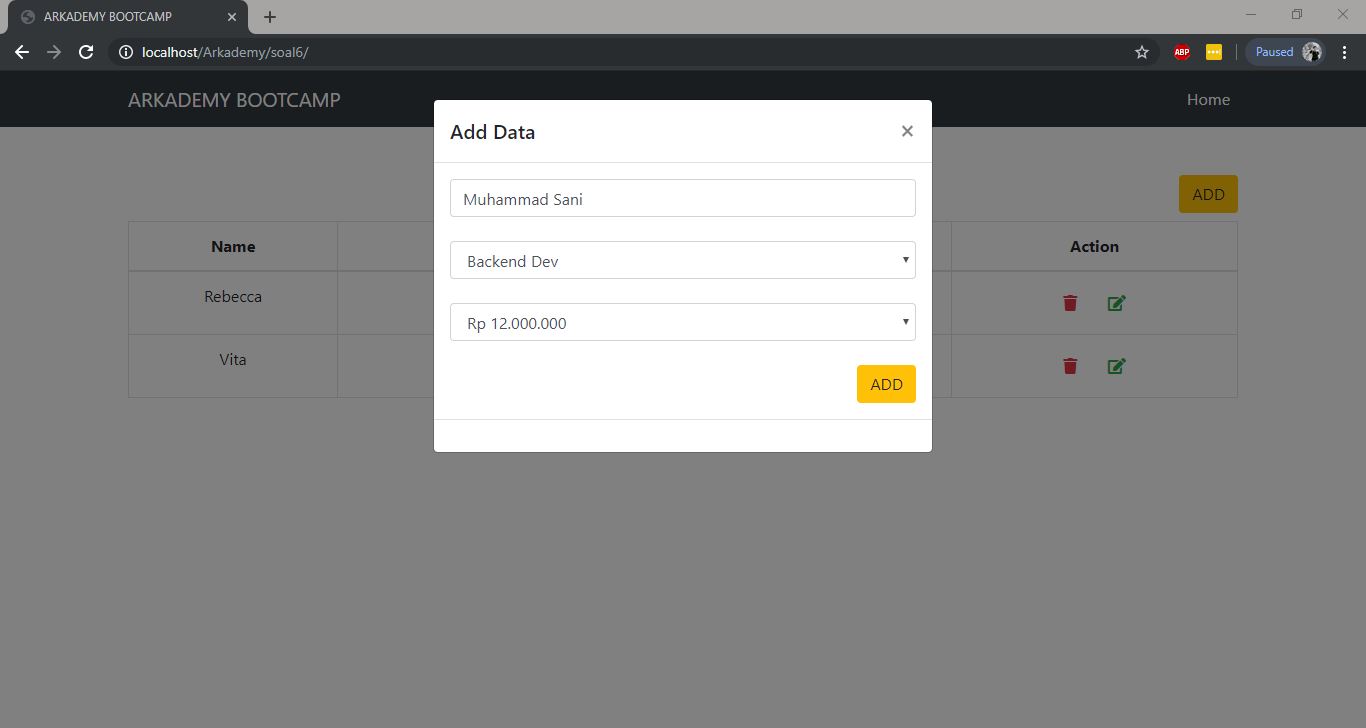 ARKADEMY BOOTCAMP
localhost/Arkademy/soal6/
ABP
Paused
ARKADEMY BOOTCAMP
Home
Add Data
Muhammad Sani
Backend Dev
Rp 12.000.000
ADD
ADD
Name
Action
Rebecca
Vita